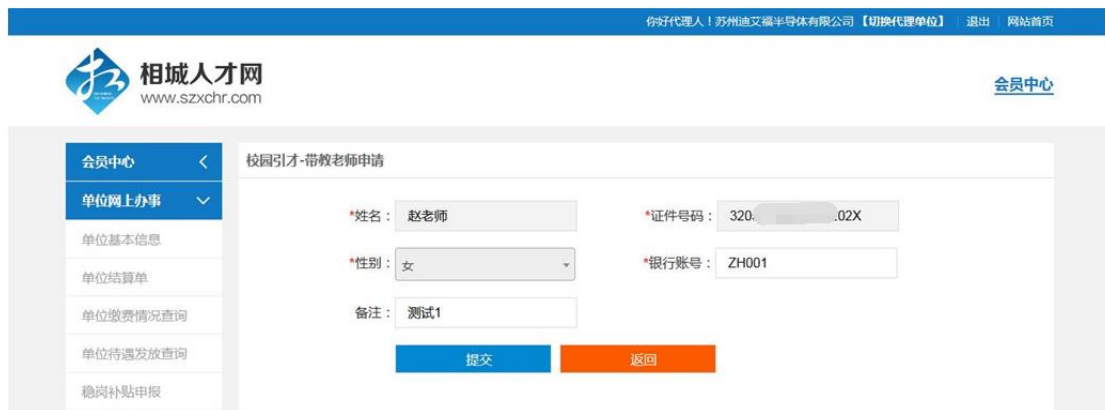 你好代理人！苏州迪艾福半导体有限公司【切换代理单位】 退出 网站首页
相城人才网
www.szxchr.com
会员中心
会员中心
校园引才-带教老师申请
单位网上办事
*姓名： 赵老师 *证件号码： 320. .02X
单位基本信息
*性别： 女 *银行账号： ZH001
单位结算单
备注： 测试1
单位缴费情况查询
提交 返回
单位待遇发放查询
稳岗补贴申报